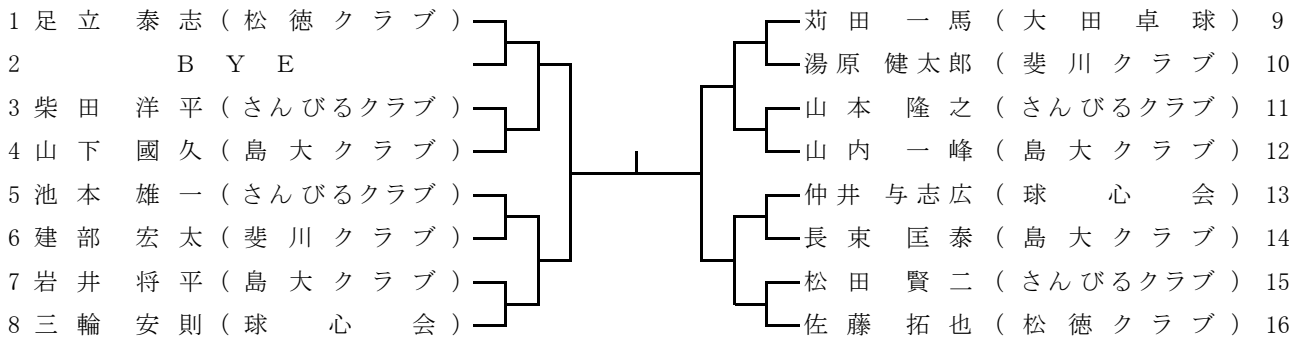 1 足立 泰志 (松徳クラブ)
2 BYE
3 柴田 洋平 (さんびるクラブ)
4 山下 國久 (島大クラブ)
5 池本 雄一 (さんびるクラブ)
6 建部 宏太 (斐川クラブ)
7 岩井 将平 (島大クラブ)
8 三輪 安則 (球心会)
苅田 一馬 (大田卓球) 9
湯原 健太郎 (斐川クラブ) 10
山本 隆之 (さんびるクラブ) 11
山内 一峰 (島大クラブ) 12
仲井 与志広 (球心会) 13
長束 匡泰 (島大クラブ) 14
松田 賢二 (さんびるクラブ) 15
佐藤 拓也 (松徳クラブ) 16